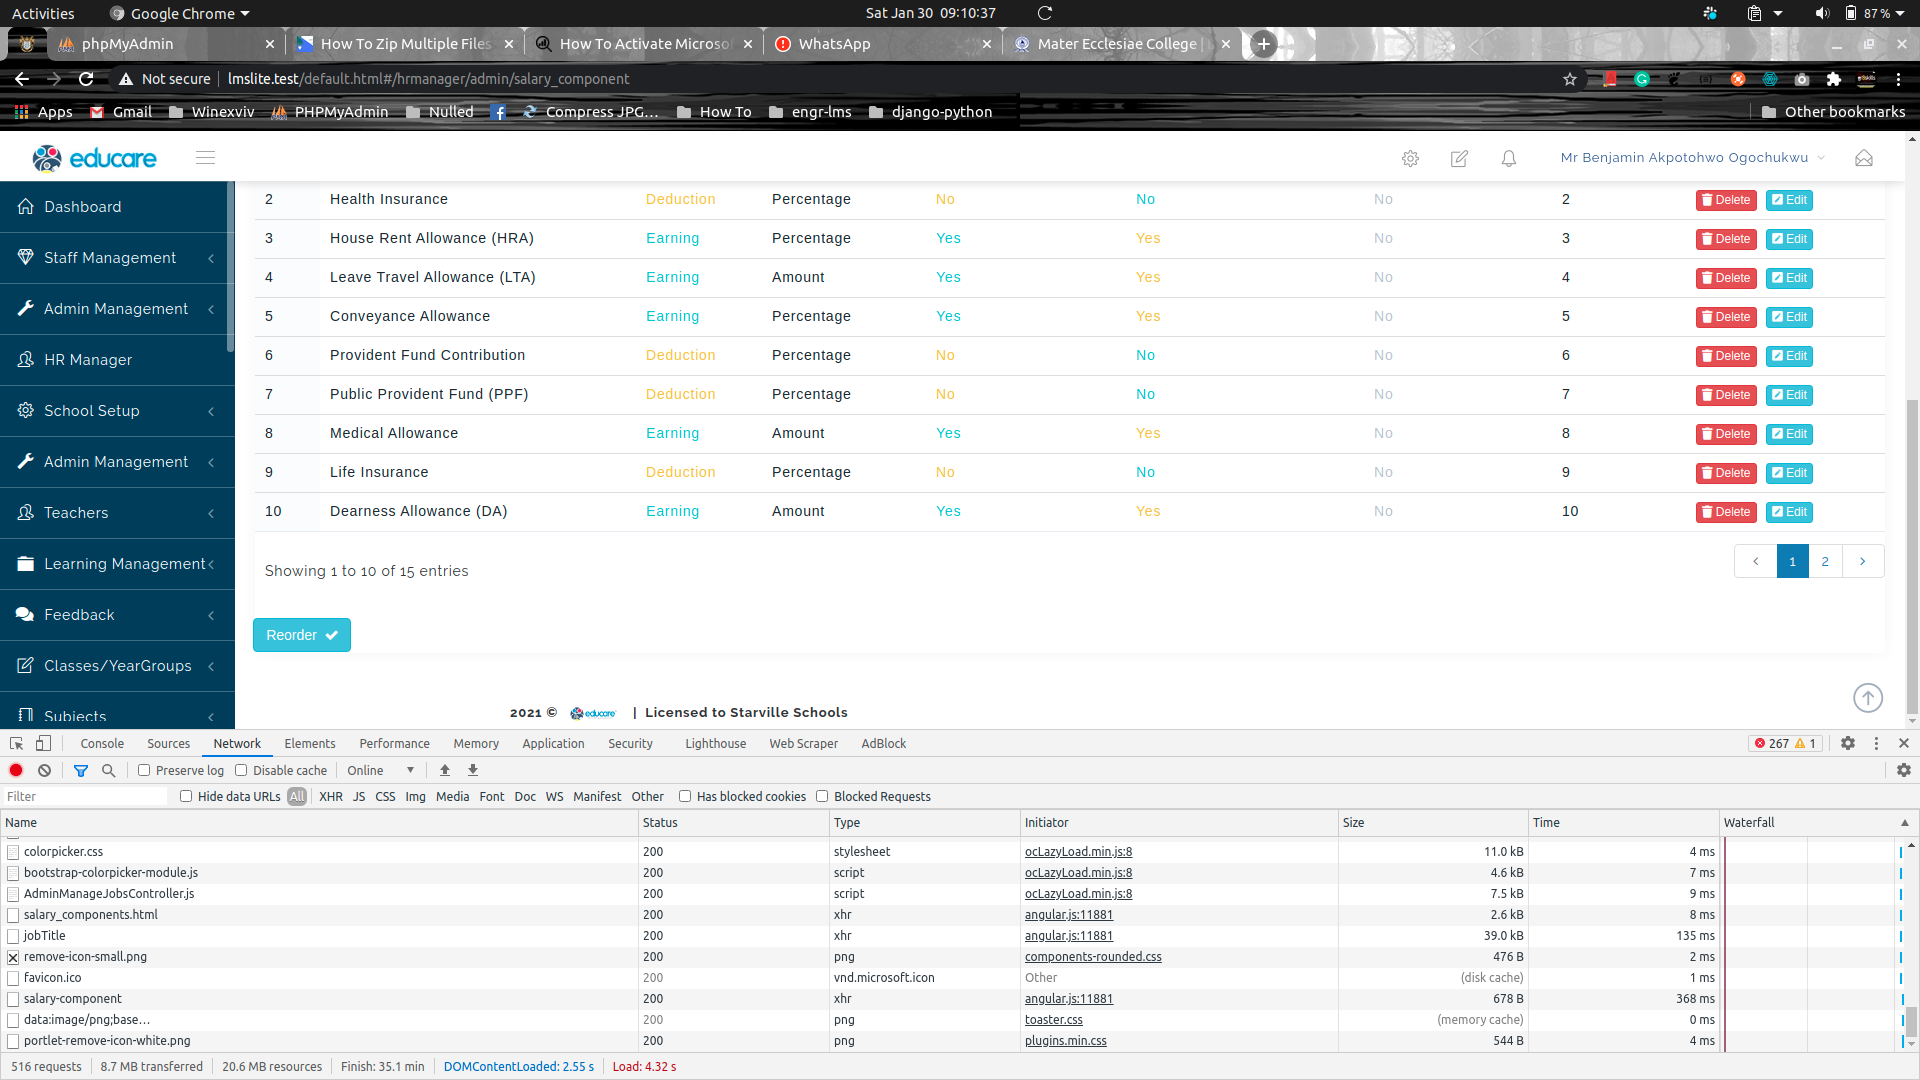 Activities Google Chrome Sat Jan 30 09:10:37 87 %
phpMyAdmin How To Zip Multiple Files How To Activate Microso WhatsApp Mater Ecclesiae College |
Not secure lmslite.test/default.html#/hrmanager/admin/salary_component
Apps Gmail Winexviv PHPMyAdmin Nulled Compress JPG... How To engr-lms django-python Other bookmarks
educare Mr Benjamin Akpotohwo Ogochukwu
Dashboard
Staff Management
Admin Management
HR Manager
School Setup
Admin Management
Teachers
Learning Management
Feedback
Classes/YearGroups
Subjects
2 Health Insurance Deduction Percentage No No No 2 Delete Edit
3 House Rent Allowance (HRA) Earning Percentage Yes Yes No 3 Delete Edit
4 Leave Travel Allowance (LTA) Earning Amount Yes Yes No 4 Delete Edit
5 Conveyance Allowance Earning Percentage Yes Yes No 5 Delete Edit
6 Provident Fund Contribution Deduction Percentage No No No 6 Delete Edit
7 Public Provident Fund (PPF) Deduction Percentage No No No 7 Delete Edit
8 Medical Allowance Earning Amount Yes Yes No 8 Delete Edit
9 Life Insurance Deduction Percentage No No No 9 Delete Edit
10 Dearness Allowance (DA) Earning Amount Yes Yes No 10 Delete Edit
Showing 1 to 10 of 15 entries 1 2
Reorder
2021 © educare | Licensed to Starville Schools
Console Sources Network Elements Performance Memory Application Security Lighthouse Web Scraper AdBlock 267 1
Preserve log Disable cache Online
Filter Hide data URLs All XHR JS CSS Img Media Font Doc WS Manifest Other Has blocked cookies Blocked Requests
Name Status Type Initiator Size Time Waterfall
colorpicker.css 200 stylesheet ocLazyLoad.min.js:8 11.0 kB 4 ms
bootstrap-colorpicker-module.js 200 script ocLazyLoad.min.js:8 4.6 kB 7 ms
AdminManageJobsController.js 200 script ocLazyLoad.min.js:8 7.5 kB 9 ms
salary_components.html 200 xhr angular.js:11881 2.6 kB 8 ms
jobTitle 200 xhr angular.js:11881 39.0 kB 135 ms
remove-icon-small.png 200 png components-rounded.css 476 B 2 ms
favicon.ico 200 vnd.microsoft.icon Other (disk cache) 1 ms
salary-component 200 xhr angular.js:11881 678 B 368 ms
data:image/png;base... 200 png toaster.css (memory cache) 0 ms
portlet-remove-icon-white.png 200 png plugins.min.css 544 B 4 ms
516 requests 8.7 MB transferred 20.6 MB resources Finish: 35.1 min DOMContentLoaded: 2.55 s Load: 4.32 s